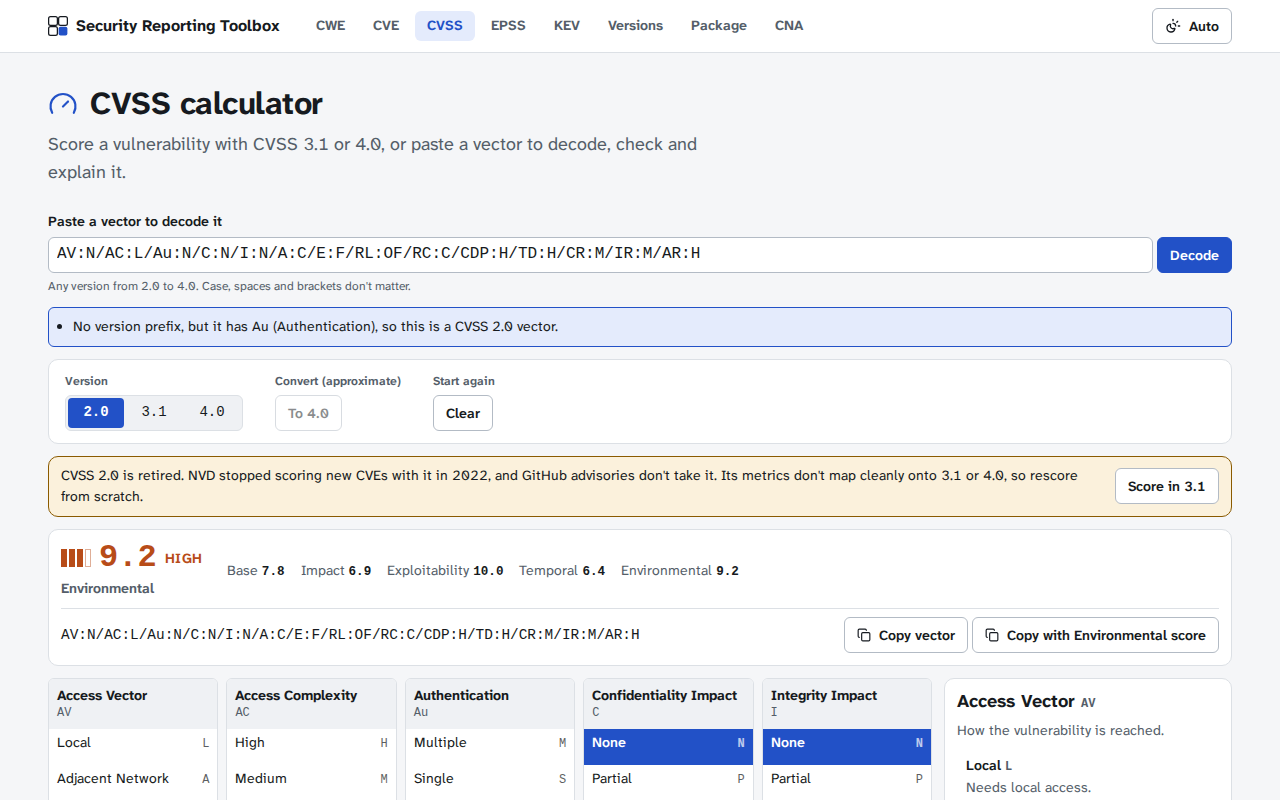 Security Reporting Toolbox CWE CVE CVSS EPSS KEV Versions Package CNA Auto
CVSS calculator
Score a vulnerability with CVSS 3.1 or 4.0, or paste a vector to decode, check and
explain it.
Paste a vector to decode it
AV:N/AC:L/Au:N/C:N/I:N/A:C/E:F/RL:OF/RC:C/CDP:H/TD:H/CR:M/IR:M/AR:H Decode
Any version from 2.0 to 4.0. Case, spaces and brackets don't matter.
No version prefix, but it has Au (Authentication), so this is a CVSS 2.0 vector.
Version Convert (approximate) Start again
2.0 3.1 4.0 To 4.0 Clear
CVSS 2.0 is retired. NVD stopped scoring new CVEs with it in 2022, and GitHub advisories don't take it. Its metrics don't map cleanly onto 3.1 or 4.0, so rescore
from scratch.
Score in 3.1
9.2 HIGH Base 7.8 Impact 6.9 Exploitability 10.0 Temporal 6.4 Environmental 9.2
Environmental
AV:N/AC:L/Au:N/C:N/I:N/A:C/E:F/RL:OF/RC:C/CDP:H/TD:H/CR:M/IR:M/AR:H Copy vector Copy with Environmental score
Access Vector Access Complexity Authentication Confidentiality Impact Integrity Impact Access Vector AV
AV AC Au C I
How the vulnerability is reached.
Local L High H Multiple M None N None N
Local L
Adjacent Network A Medium M Single S Partial P Partial P
Needs local access.